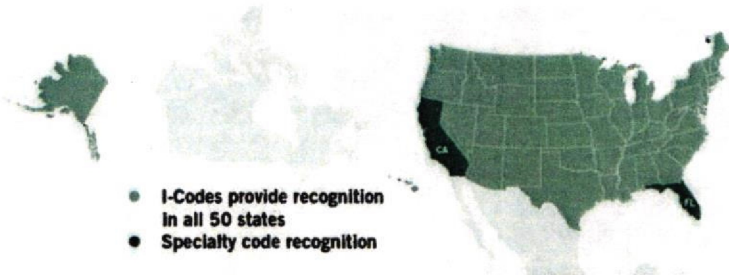 CA
FL
I-Codes provide recognition
in all 50 states
Specialty code recognition